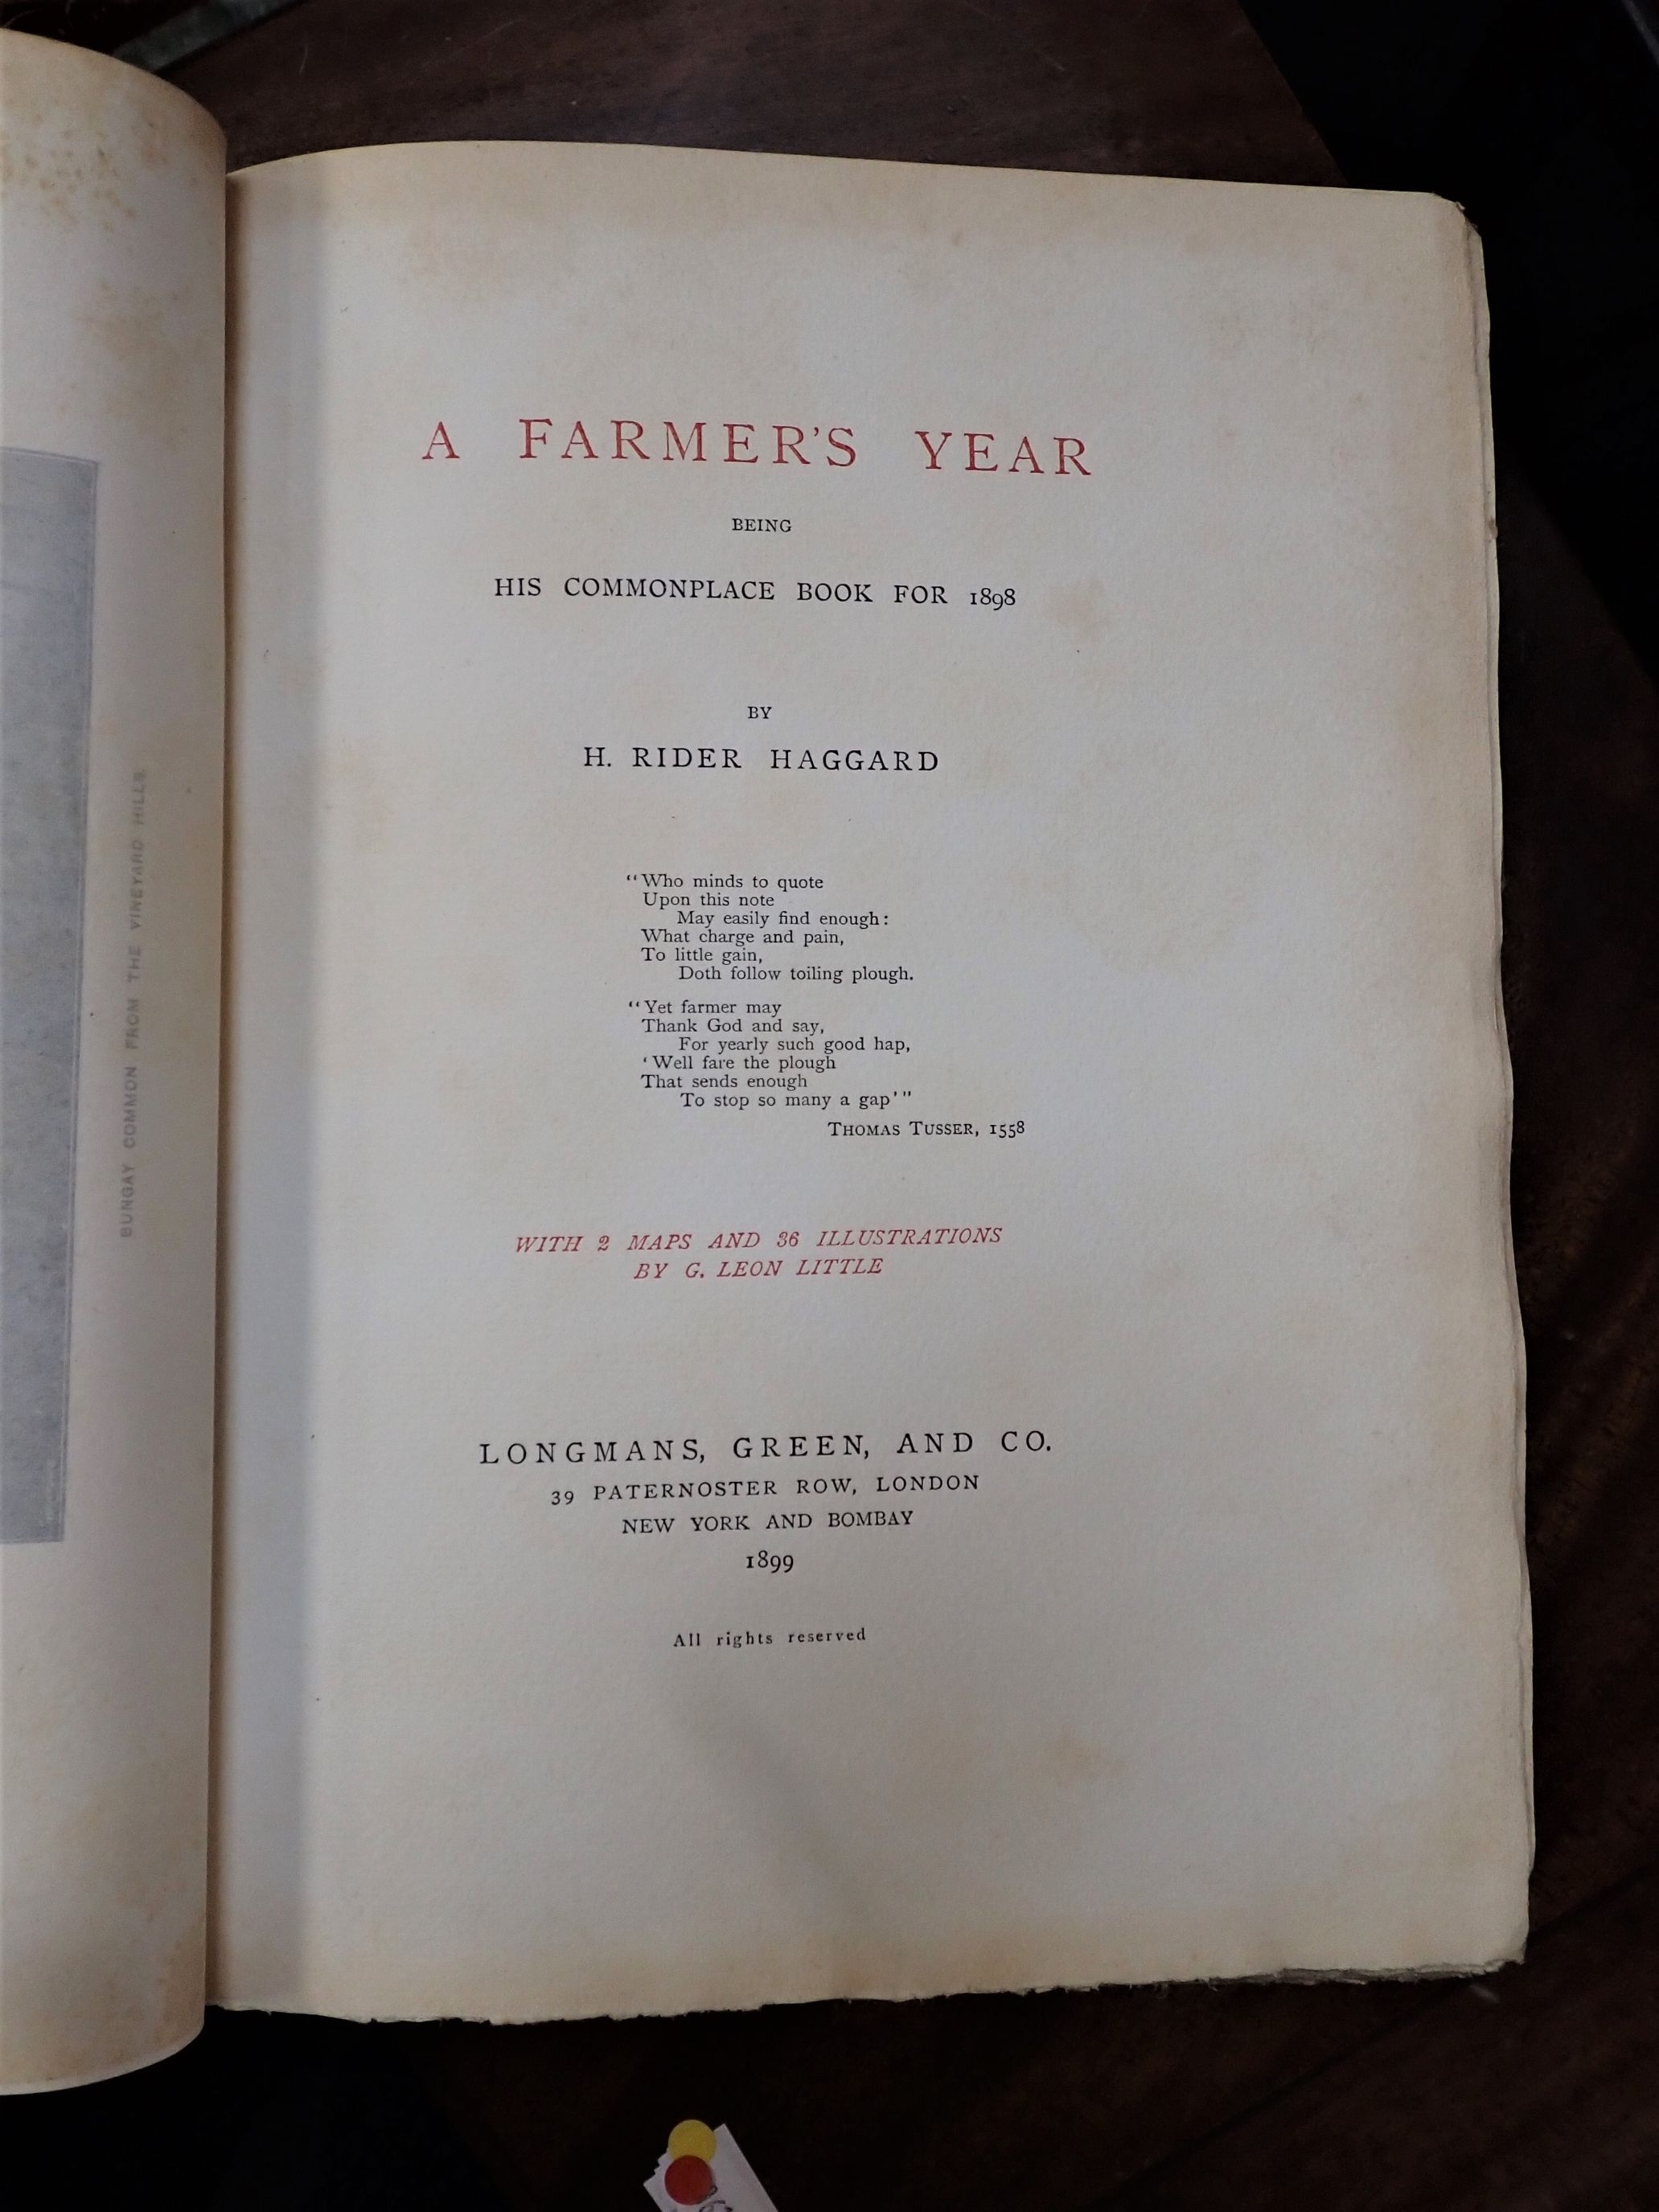 BUNGAY COMMON FROM THE VINEYARD HILLS.
A FARMER'S YEAR
BEING
HIS COMMONPLACE BOOK FOR 1898
BY
H. RIDER HAGGARD
“Who minds to quote
Upon this note
May easily find enough:
What charge and pain,
To little gain,
Doth follow toiling plough.
“Yet farmer may
Thank God and say,
For yearly such good hap,
‘Well fare the plough
That sends enough
To stop so many a gap’”
THOMAS TUSSER, 1558
WITH 2 MAPS AND 36 ILLUSTRATIONS
BY G. LEON LITTLE
LONGMANS, GREEN, AND CO.
39 PATERNOSTER ROW, LONDON
NEW YORK AND BOMBAY
1899
All rights reserved